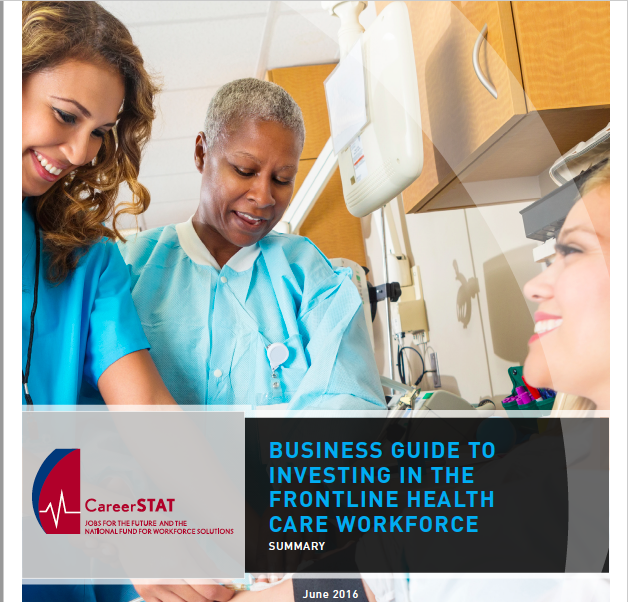 CareerSTAT
JOBS FOR THE FUTURE AND THE
NATIONAL FUND FOR WORKFORCE SOLUTIONS
BUSINESS GUIDE TO
INVESTING IN THE
FRONTLINE HEALTH
CARE WORKFORCE
SUMMARY
June 2016